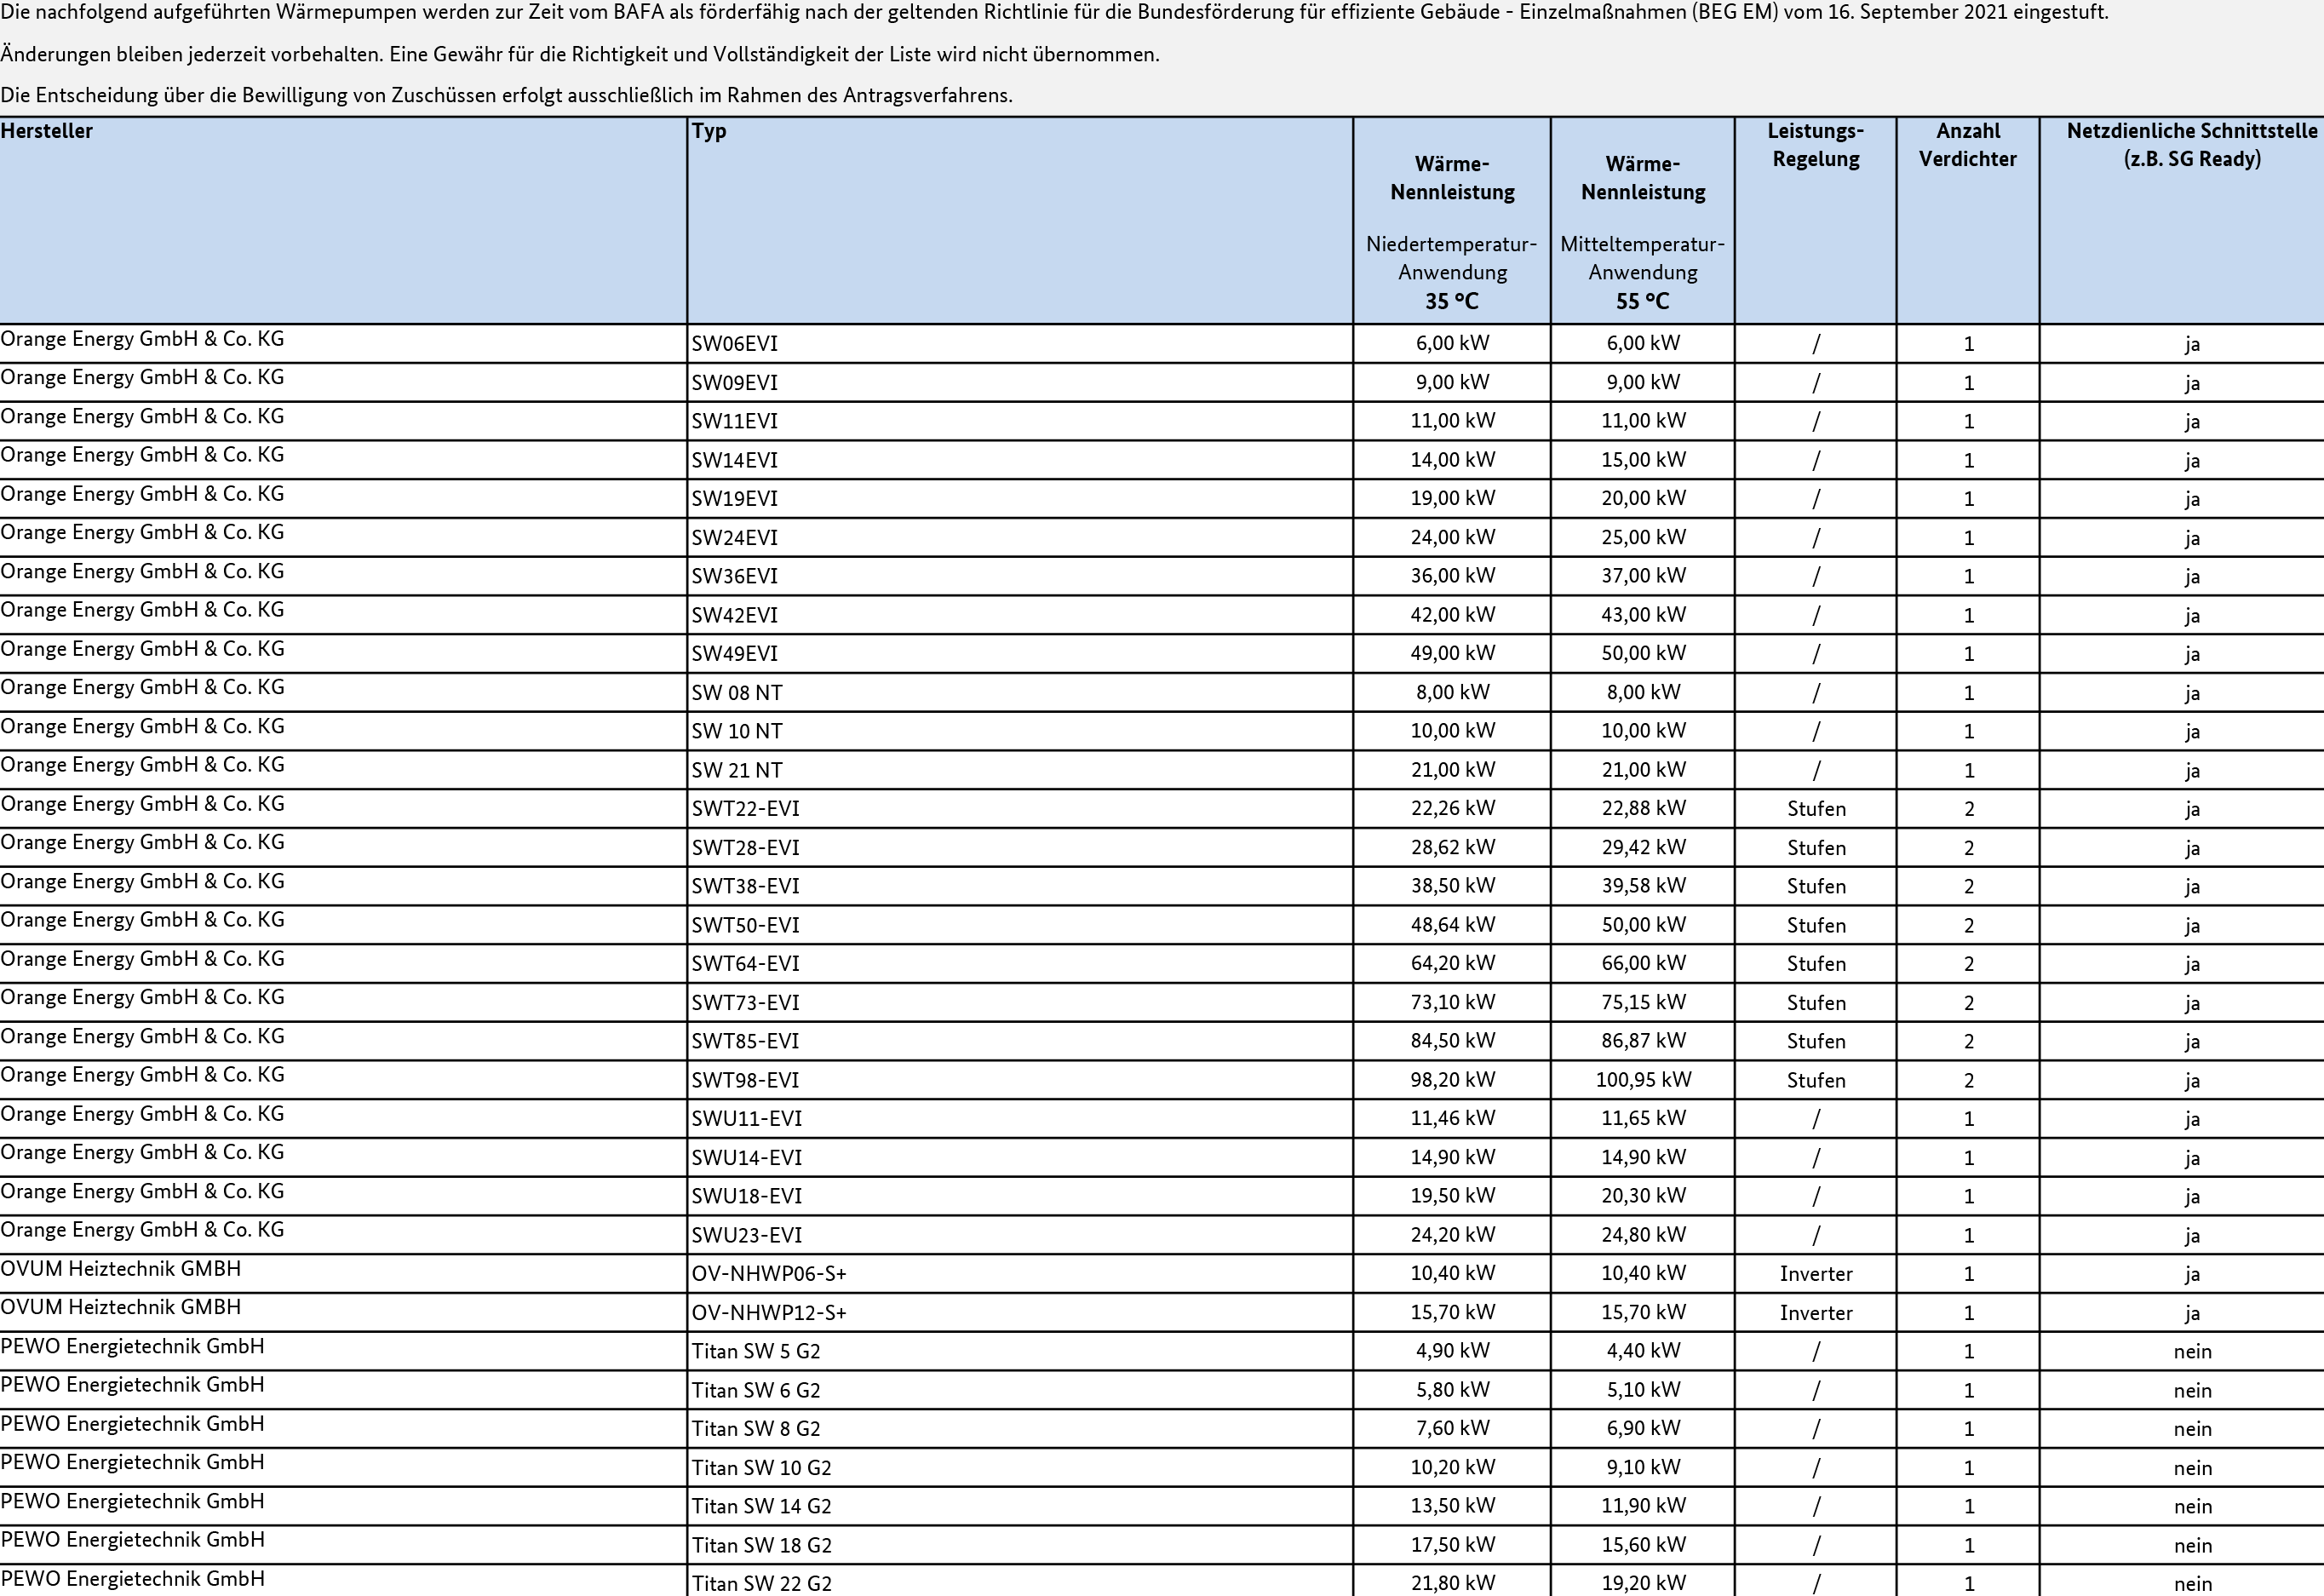 Die nachfolgend aufgeführten Wärmepumpen werden zur Zeit vom BAFA als förderfähig nach der geltenden Richtlinie für die Bundesförderung für effiziente Gebäude - Einzelmaßnahmen (BEG EM) vom 16. September 2021 eingestuft.
Änderungen bleiben jederzeit vorbehalten. Eine Gewähr für die Richtigkeit und Vollständigkeit der Liste wird nicht übernommen.
Die Entscheidung über die Bewilligung von Zuschüssen erfolgt ausschließlich im Rahmen des Antragsverfahrens.
Hersteller
Typ
Wärme-
Nennleistung
Niedertemperatur-
Anwendung
35 °C
Wärme-
Nennleistung
Mitteltemperatur-
Anwendung
55 °C
Leistungs-
Regelung
Anzahl
Verdichter
Netzdienliche Schnittstelle
(z.B. SG Ready)
Orange Energy GmbH & Co. KG SW06EVI 6,00 kW 6,00 kW / 1 ja
Orange Energy GmbH & Co. KG SW09EVI 9,00 kW 9,00 kW / 1 ja
Orange Energy GmbH & Co. KG SW11EVI 11,00 kW 11,00 kW / 1 ja
Orange Energy GmbH & Co. KG SW14EVI 14,00 kW 15,00 kW / 1 ja
Orange Energy GmbH & Co. KG SW19EVI 19,00 kW 20,00 kW / 1 ja
Orange Energy GmbH & Co. KG SW24EVI 24,00 kW 25,00 kW / 1 ja
Orange Energy GmbH & Co. KG SW36EVI 36,00 kW 37,00 kW / 1 ja
Orange Energy GmbH & Co. KG SW42EVI 42,00 kW 43,00 kW / 1 ja
Orange Energy GmbH & Co. KG SW49EVI 49,00 kW 50,00 kW / 1 ja
Orange Energy GmbH & Co. KG SW 08 NT 8,00 kW 8,00 kW / 1 ja
Orange Energy GmbH & Co. KG SW 10 NT 10,00 kW 10,00 kW / 1 ja
Orange Energy GmbH & Co. KG SW 21 NT 21,00 kW 21,00 kW / 1 ja
Orange Energy GmbH & Co. KG SWT22-EVI 22,26 kW 22,88 kW Stufen 2 ja
Orange Energy GmbH & Co. KG SWT28-EVI 28,62 kW 29,42 kW Stufen 2 ja
Orange Energy GmbH & Co. KG SWT38-EVI 38,50 kW 39,58 kW Stufen 2 ja
Orange Energy GmbH & Co. KG SWT50-EVI 48,64 kW 50,00 kW Stufen 2 ja
Orange Energy GmbH & Co. KG SWT64-EVI 64,20 kW 66,00 kW Stufen 2 ja
Orange Energy GmbH & Co. KG SWT73-EVI 73,10 kW 75,15 kW Stufen 2 ja
Orange Energy GmbH & Co. KG SWT85-EVI 84,50 kW 86,87 kW Stufen 2 ja
Orange Energy GmbH & Co. KG SWT98-EVI 98,20 kW 100,95 kW Stufen 2 ja
Orange Energy GmbH & Co. KG SWU11-EVI 11,46 kW 11,65 kW / 1 ja
Orange Energy GmbH & Co. KG SWU14-EVI 14,90 kW 14,90 kW / 1 ja
Orange Energy GmbH & Co. KG SWU18-EVI 19,50 kW 20,30 kW / 1 ja
Orange Energy GmbH & Co. KG SWU23-EVI 24,20 kW 24,80 kW / 1 ja
OVUM Heiztechnik GMBH OV-NHWP06-S+ 10,40 kW 10,40 kW Inverter 1 ja
OVUM Heiztechnik GMBH OV-NHWP12-S+ 15,70 kW 15,70 kW Inverter 1 ja
PEWO Energietechnik GmbH Titan SW 5 G2 4,90 kW 4,40 kW / 1 nein
PEWO Energietechnik GmbH Titan SW 6 G2 5,80 kW 5,10 kW / 1 nein
PEWO Energietechnik GmbH Titan SW 8 G2 7,60 kW 6,90 kW / 1 nein
PEWO Energietechnik GmbH Titan SW 10 G2 10,20 kW 9,10 kW / 1 nein
PEWO Energietechnik GmbH Titan SW 14 G2 13,50 kW 11,90 kW / 1 nein
PEWO Energietechnik GmbH Titan SW 18 G2 17,50 kW 15,60 kW / 1 nein
PEWO Energietechnik GmbH Titan SW 22 G2 21,80 kW 19,20 kW / 1 nein